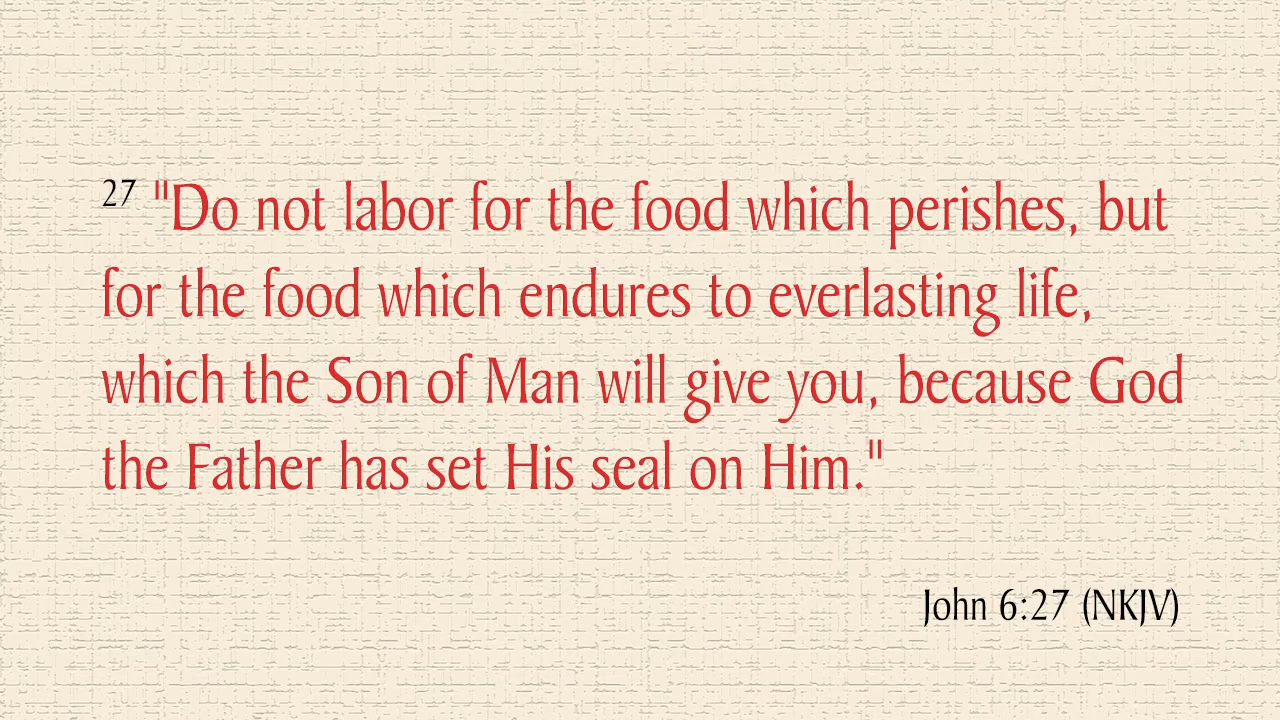 27 "Do not labor for the food which perishes, but
for the food which endures to everlasting life,
which the Son of Man will give you, because God
the Father has set His seal on Him."
John 6:27 (NKJV)